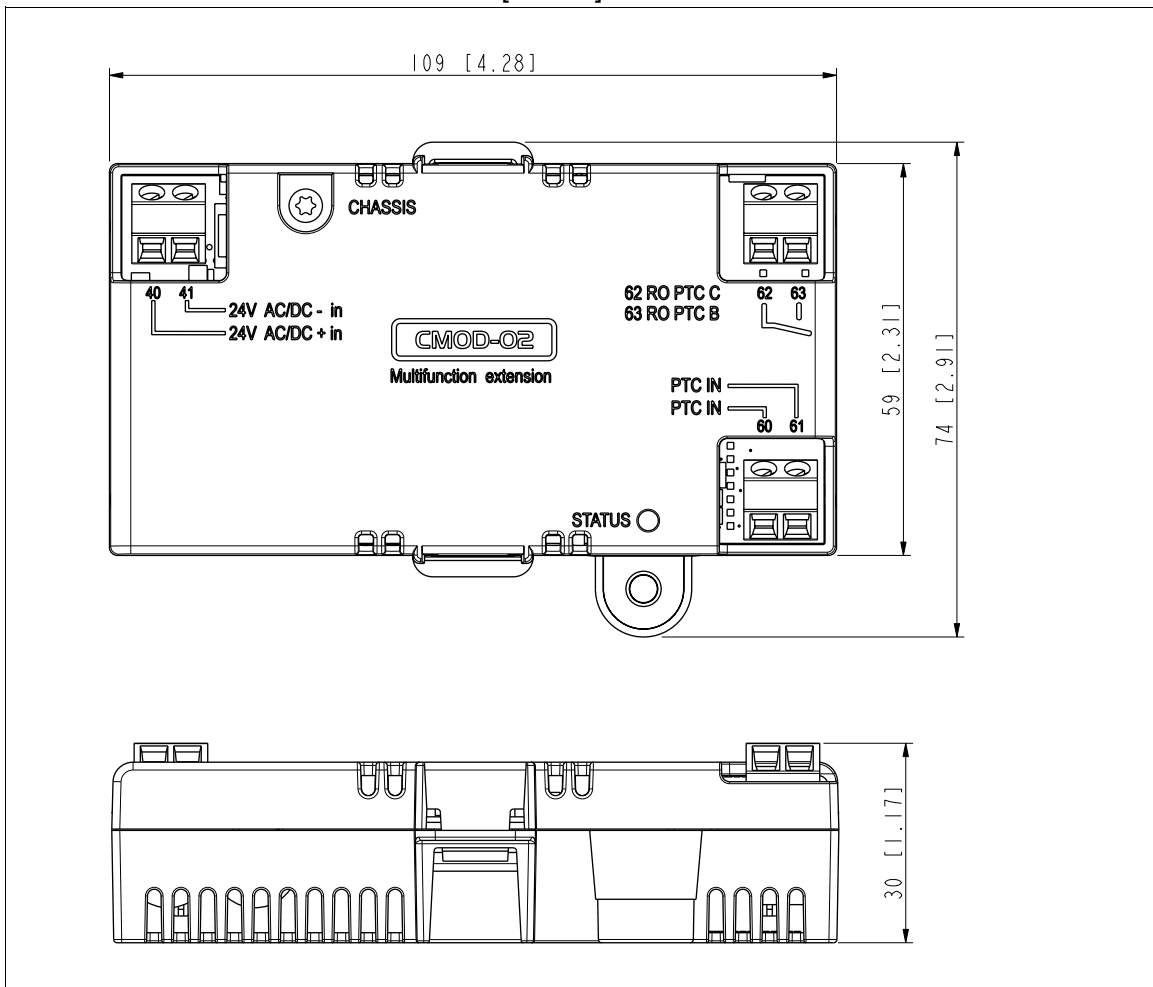 109 [4.28]
CHASSIS
40 41
24V AC/DC - in
24V AC/DC + in
62 RO PTC C
63 RO PTC B
62 63
CMOD-02
Multifunction extension
PTC IN
PTC IN
60 61
STATUS
59 [2.31]
74 [2.91]
30 [1.17]